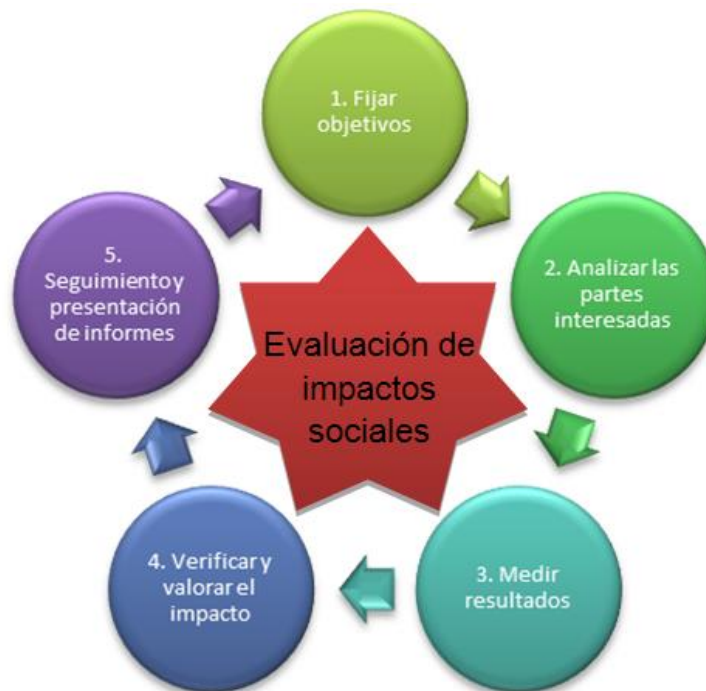 1. Fijar
objetivos
2. Analizar las
partes
interesadas
3. Medir
resultados
4. Verificar y
valorar el
impacto
5.
Seguimiento y
presentación
de informes
Evaluación de
impactos
sociales